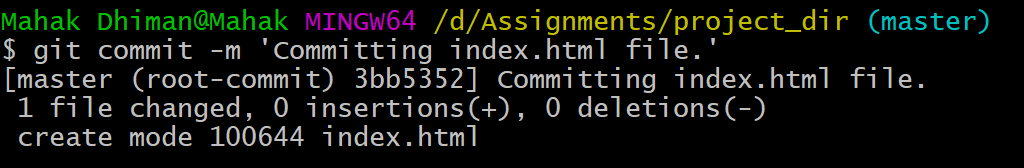 Mahak Dhiman@Mahak MINGW64 /d/Assignments/project_dir (master)
$ git commit -m 'Committing index.html file.'
[master (root-commit) 3bb5352] Committing index.html file.
 1 file changed, 0 insertions(+), 0 deletions(-)
 create mode 100644 index.html